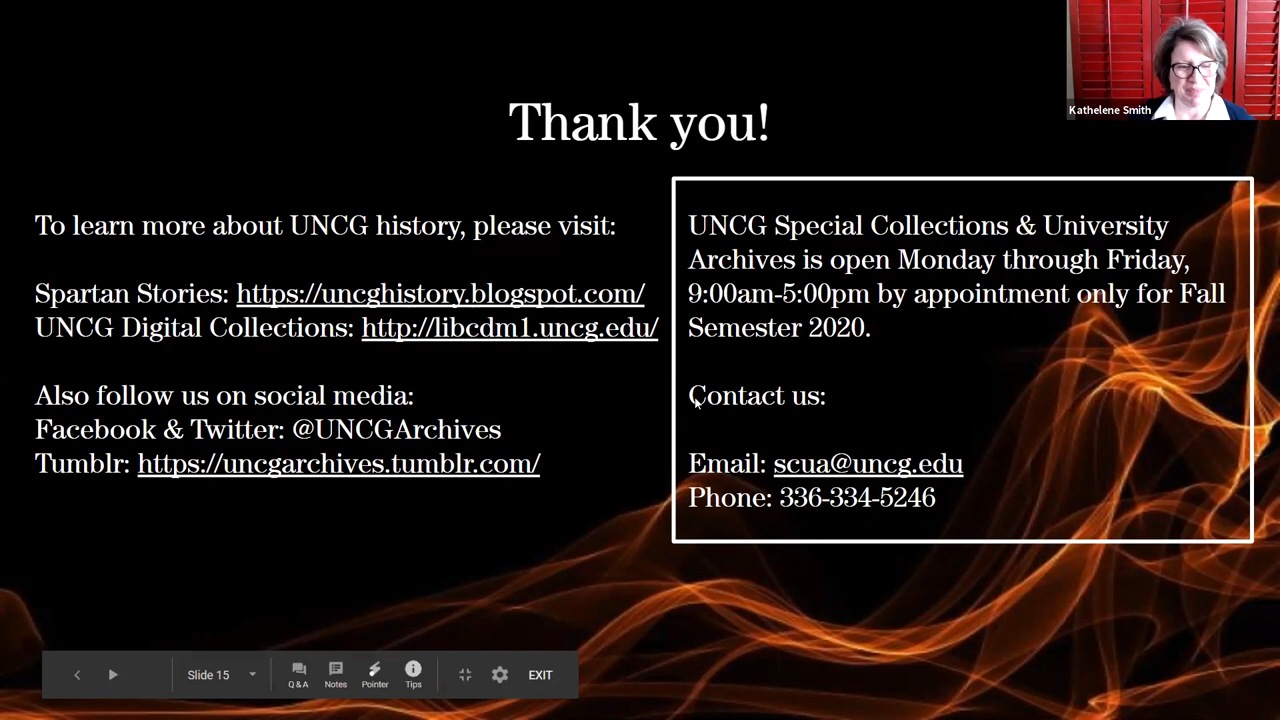 Kathelene Smith
Thank you!
To learn more about UNCG history, please visit:
Spartan Stories: https://uncghistory.blogspot.com/
UNCG Digital Collections: http://libcdm1.uncg.edu/
Also follow us on social media:
Facebook & Twitter: @UNCGArchives
Tumblr: https://uncgarchives.tumblr.com/
UNCG Special Collections & University
Archives is open Monday through Friday,
9:00am-5:00pm by appointment only for Fall
Semester 2020.
Contact us:
Email: scua@uncg.edu
Phone: 336-334-5246
Slide 15
Q & A
Notes
Pointer
Tips
EXIT